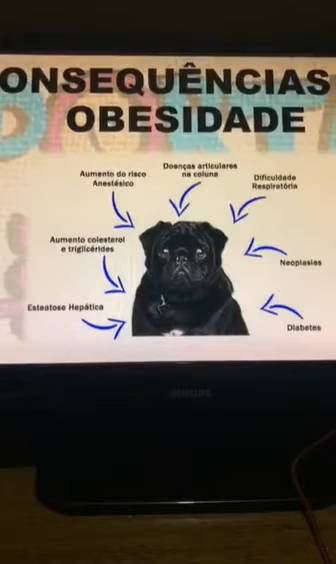 ONSEQUÊNCIAS
OBESIDADE
Doenças articulares
na coluna
Aumento do risco
Anestésico
Dificuldade
Respiratória
Aumento colesterol
e triglicérides
Neoplasias
Esteatose Hepática
Diabetes
PHILIPS